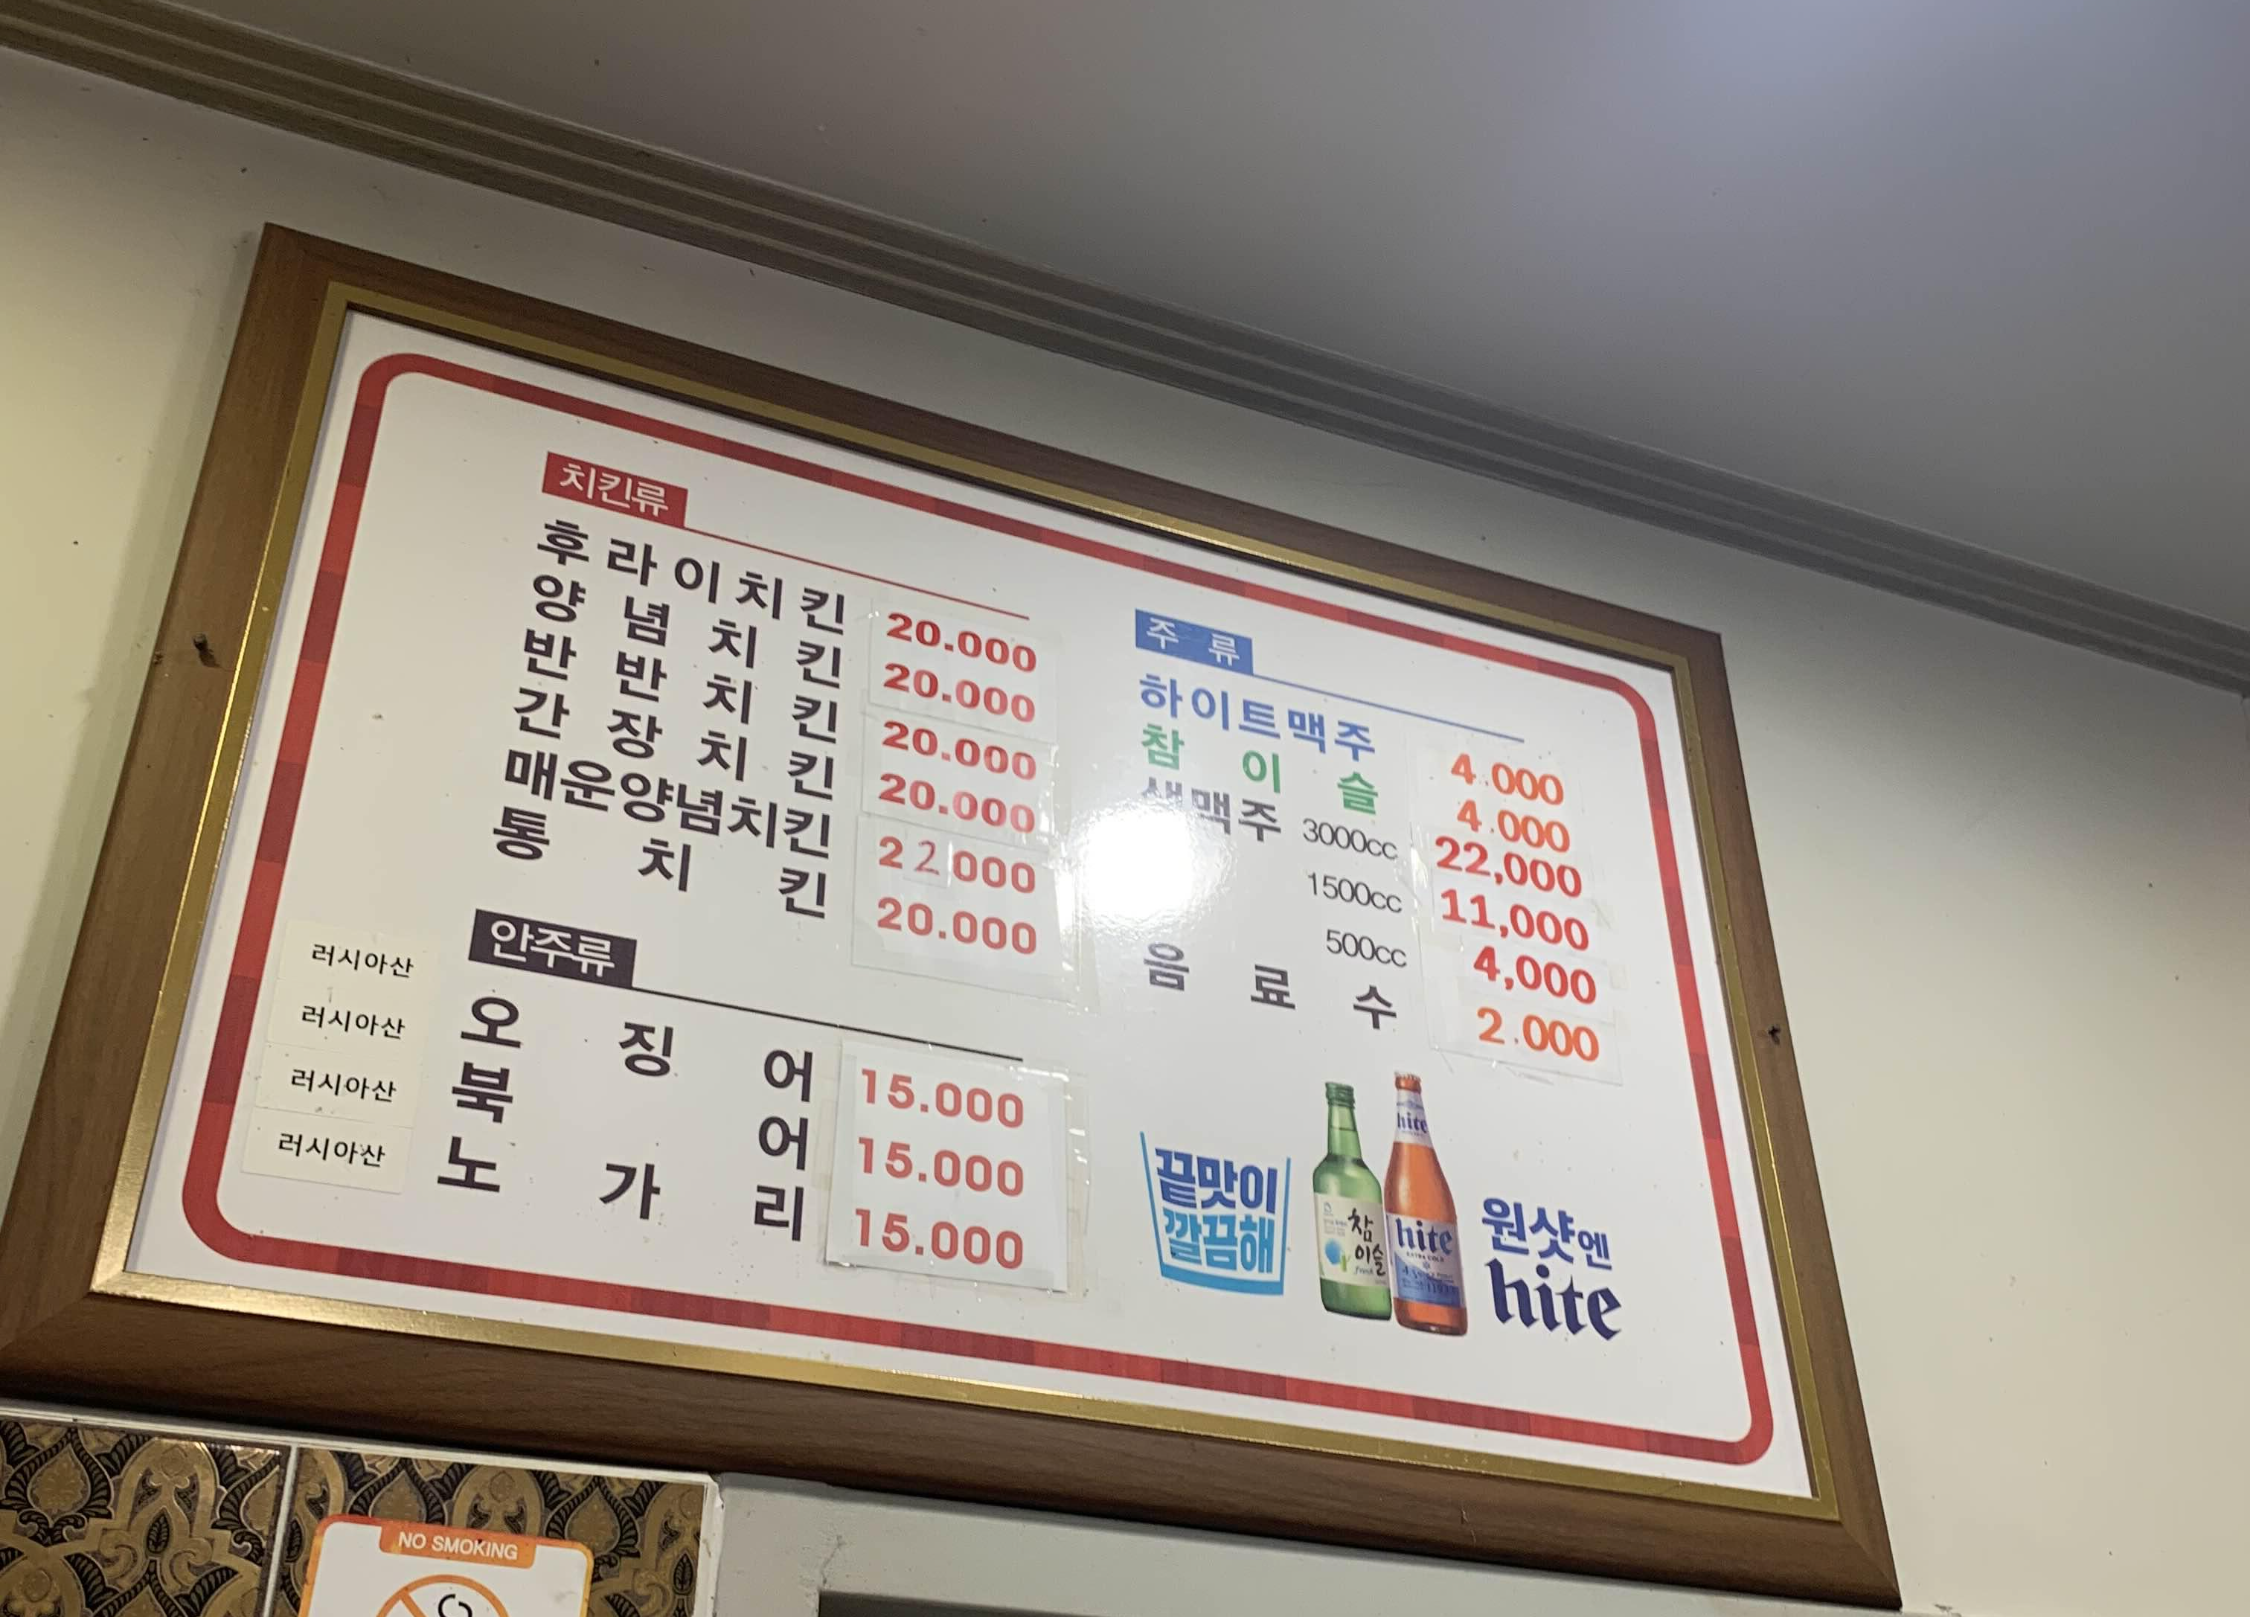 치킨류
후라이치킨 20.000
양념치킨 20.000
반반치킨 20.000
간장치킨 20.000
매운양념치킨 22000
통치킨 20.000
안주류
러시아산
러시아산
러시아산
러시아산
오징어 15.000
북어 15.000
노가리 15.000
주류
하이트맥주 4.000
참이슬 4.000
생맥주 3000cc 22,000
1500cc 11,000
500cc 4,000
음료수 2.000
끝맛이
깔끔해
참
이슬
fresh
hite
hite
EXTRA COLD
원샷엔
hite
NO SMOKING